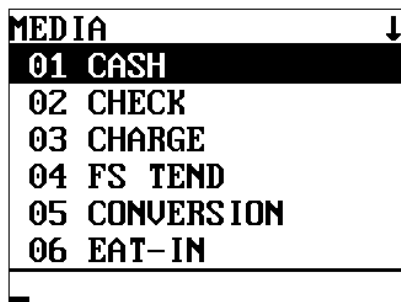 MEDIA ↓
01 CASH
02 CHECK
03 CHARGE
04 FS TEND
05 CONVERSION
06 EAT-IN